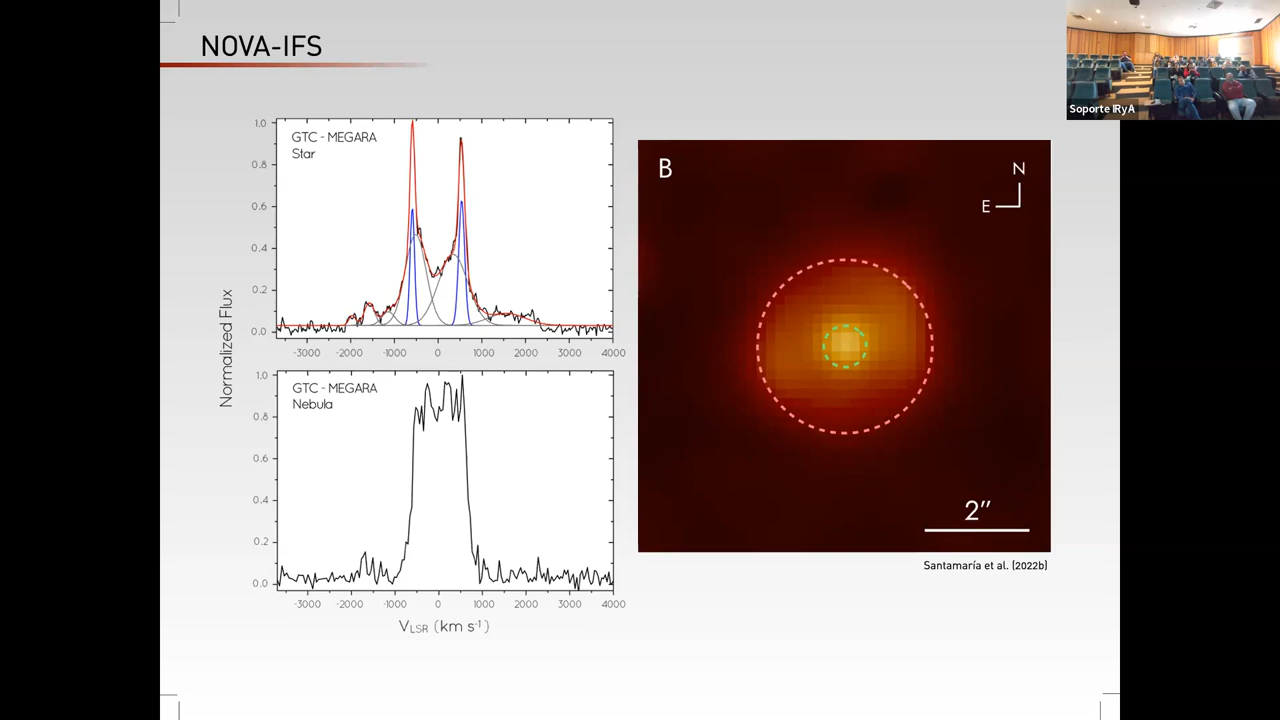 NOVA-IFS
Soporte IRyA
GTC - MEGARA
Star
1.0
0.8
0.6
0.4
0.2
0.0
-3000 -2000 -1000 0 1000 2000 3000 4000
GTC - MEGARA
Nebula
1.0
0.8
0.6
0.4
0.2
0.0
-3000 -2000 -1000 0 1000 2000 3000 4000
Normalized Flux
VLSR (km s-1)
B
N
E
2″
Santamaría et al. (2022b)